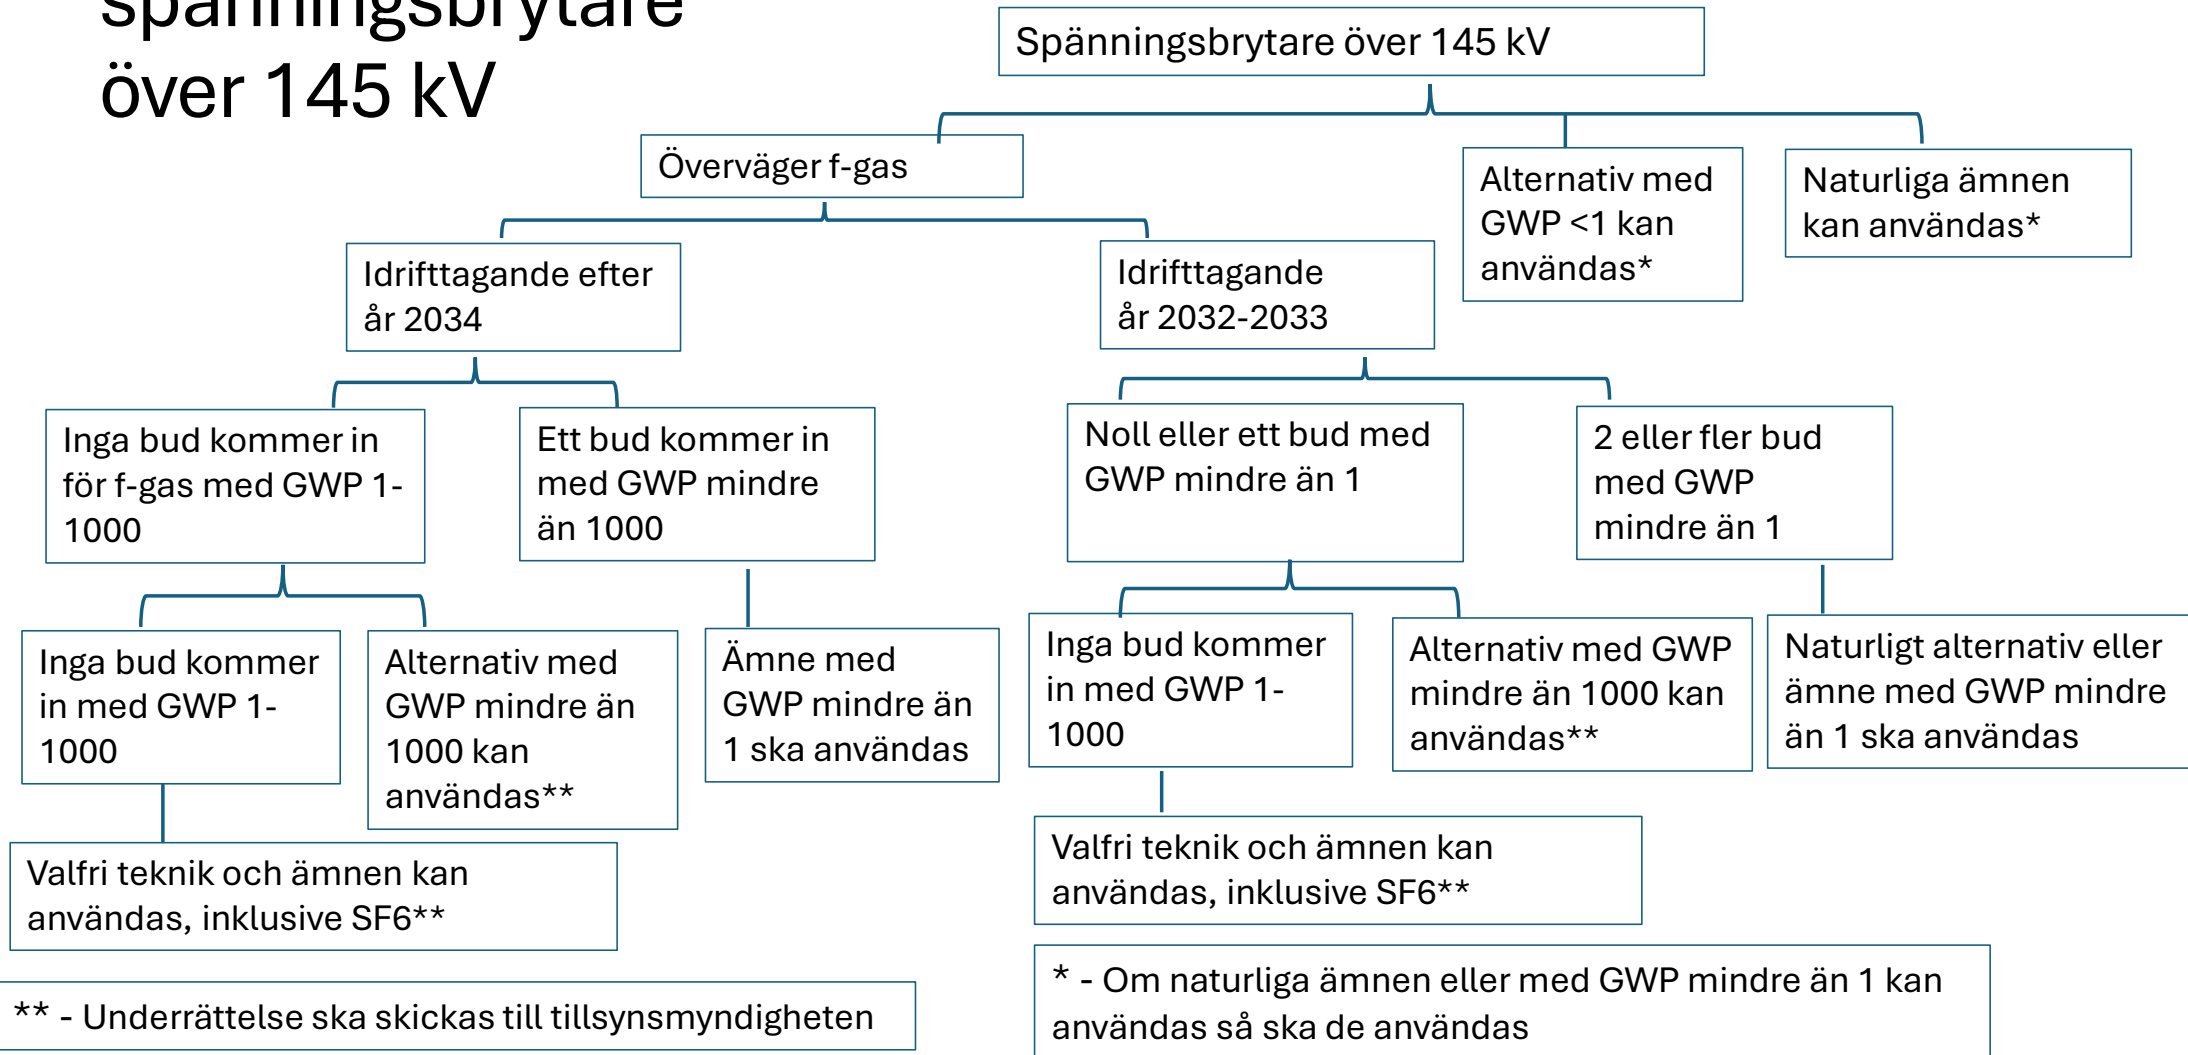 spänningsbrytare
över 145 kV
Spänningsbrytare över 145 kV
Överväger f-gas
Alternativ med
GWP <1 kan
användas*
Naturliga ämnen
kan användas*
Idrifttagande efter
år 2034
Idrifttagande
år 2032-2033
Inga bud kommer in
för f-gas med GWP 1-
1000
Ett bud kommer in
med GWP mindre
än 1000
Noll eller ett bud med
GWP mindre än 1
2 eller fler bud
med GWP
mindre än 1
Inga bud kommer
in med GWP 1-
1000
Alternativ med
GWP mindre än
1000 kan
användas**
Ämne med
GWP mindre än
1 ska användas
Inga bud kommer
in med GWP 1-
1000
Alternativ med GWP
mindre än 1000 kan
användas**
Naturligt alternativ eller
ämne med GWP mindre
än 1 ska användas
Valfri teknik och ämnen kan
användas, inklusive SF6**
Valfri teknik och ämnen kan
användas, inklusive SF6**
** - Underrättelse ska skickas till tillsynsmyndigheten
* - Om naturliga ämnen eller med GWP mindre än 1 kan
användas så ska de användas